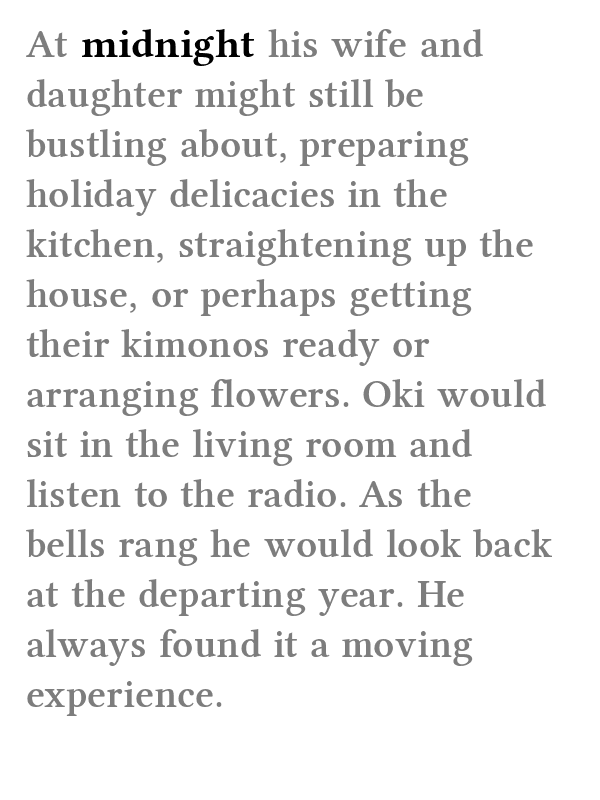 At midnight his wife and
daughter might still be
bustling about, preparing
holiday delicacies in the
kitchen, straightening up the
house, or perhaps getting
their kimonos ready or
arranging flowers. Oki would
sit in the living room and
listen to the radio. As the
bells rang he would look back
at the departing year. He
always found it a moving
experience.